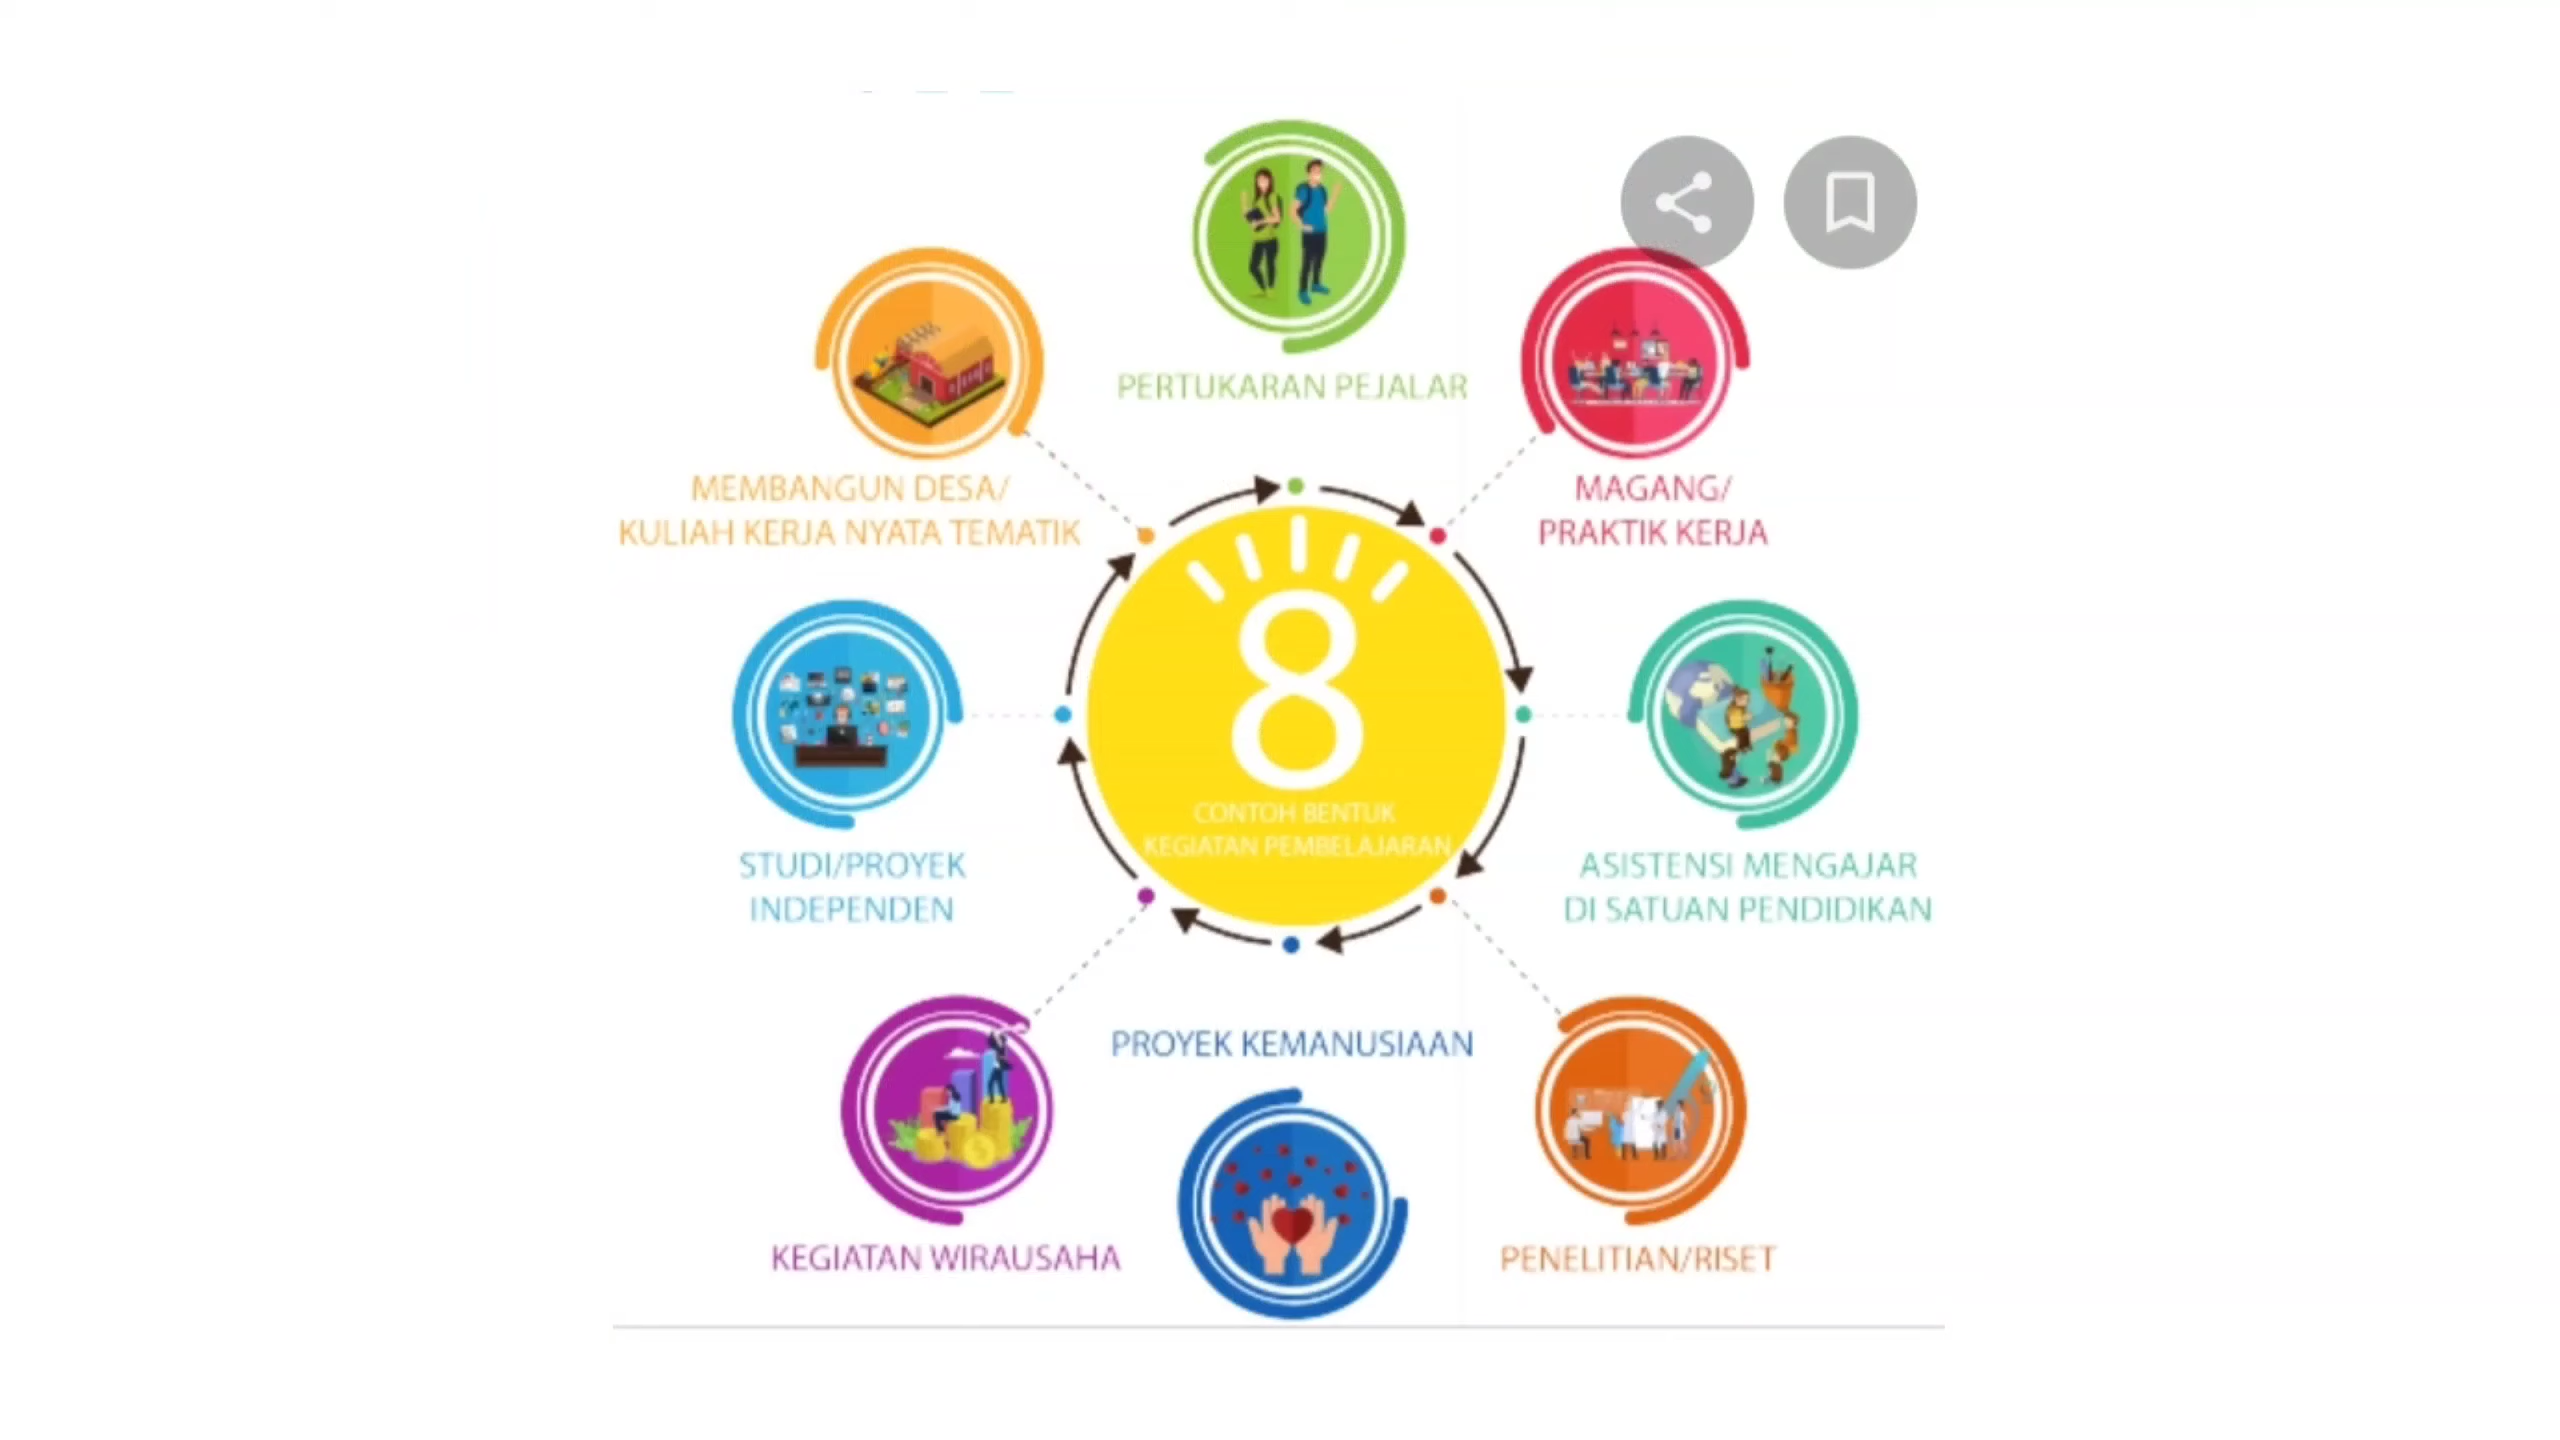 PERTUKARAN PEJALAR
MAGANG/
PRAKTIK KERJA
ASISTENSI MENGAJAR
DI SATUAN PENDIDIKAN
PENELITIAN/RISET
PROYEK KEMANUSIAAN
KEGIATAN WIRAUSAHA
STUDI/PROYEK
INDEPENDEN
MEMBANGUN DESA/
KULIAH KERJA NYATA TEMATIK
8
CONTOH BENTUK
KEGIATAN PEMBELAJARAN